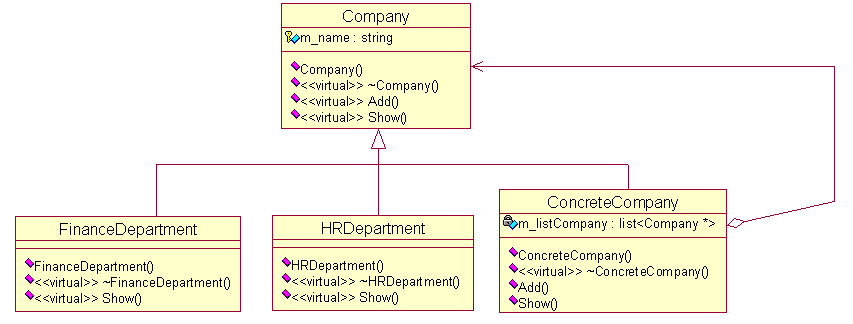 Company
m_name : string
Company()
<<virtual>> ~Company()
<<virtual>> Add()
<<virtual>> Show()
FinanceDepartment
FinanceDepartment()
<<virtual>> ~FinanceDepartment()
<<virtual>> Show()
HRDepartment
HRDepartment()
<<virtual>> ~HRDepartment()
<<virtual>> Show()
ConcreteCompany
m_listCompany : list<Company *>
ConcreteCompany()
<<virtual>> ~ConcreteCompany()
Add()
Show()